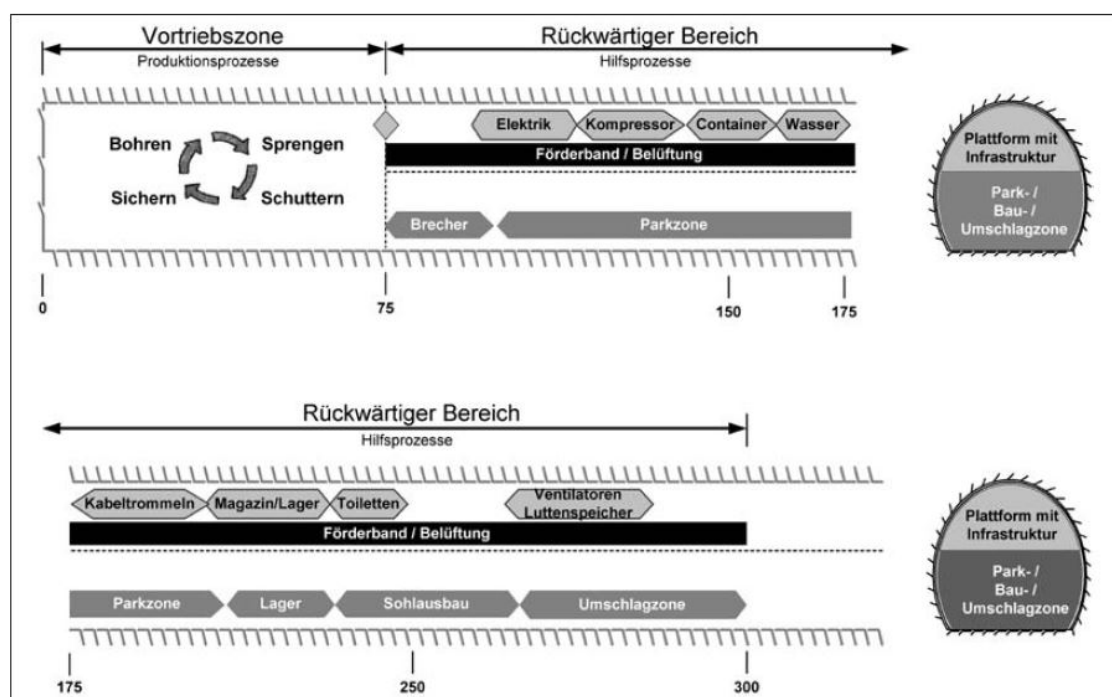 Vortriebszone
Produktionsprozesse
Rückwärtiger Bereich
Hilfsprozesse
Bohren
Sprengen
Sichern
Schuttern
Elektrik
Kompressor
Container
Wasser
Förderband / Belüftung
Brecher
Parkzone
0
75
150
175
Plattform mit
Infrastruktur
Park- /
Bau- /
Umschlagzone
Rückwärtiger Bereich
Hilfsprozesse
Kabeltrommeln
Magazin/Lager
Toiletten
Ventilatoren
Luttenspeicher
Förderband / Belüftung
Parkzone
Lager
Sohlausbau
Umschlagzone
175
250
300
Plattform mit
Infrastruktur
Park- /
Bau- /
Umschlagzone